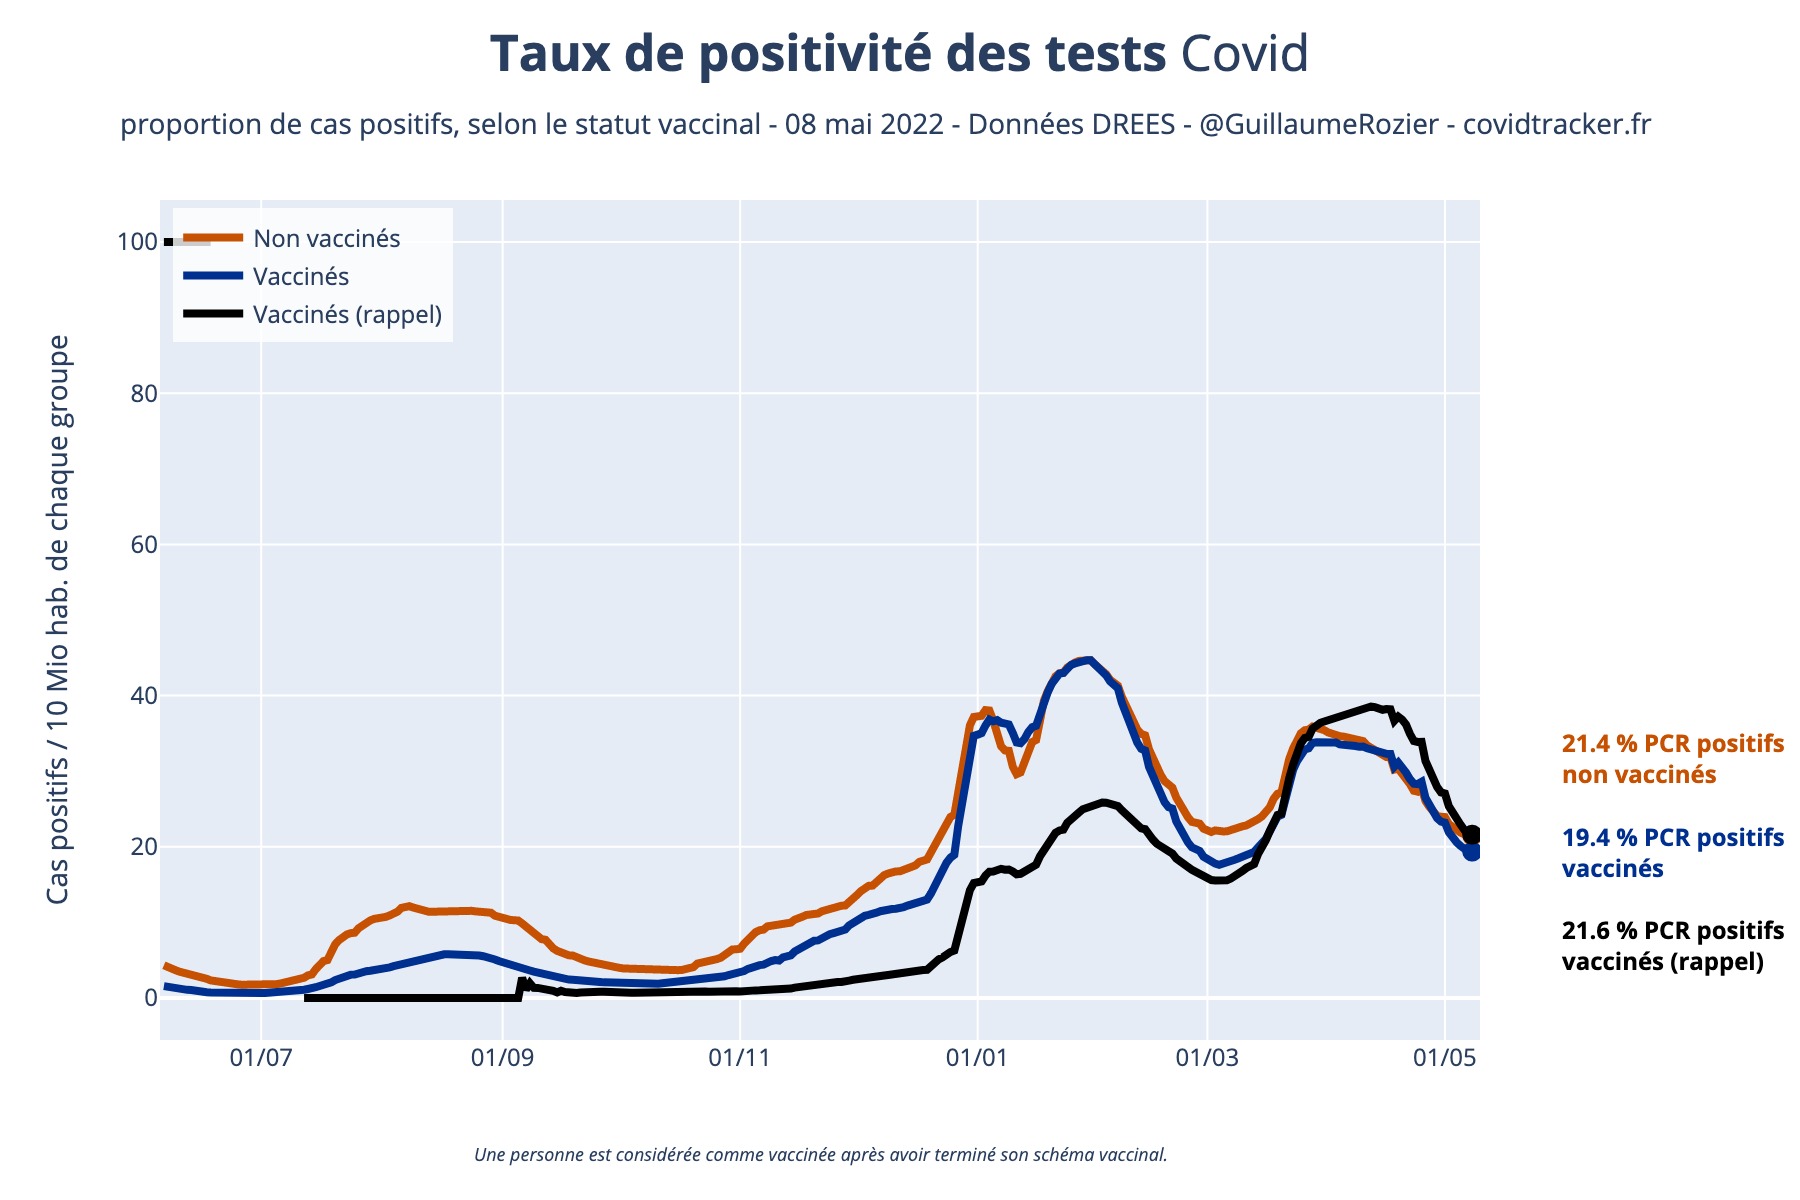 Taux de positivité des tests Covid
proportion de cas positifs, selon le statut vaccinal - 08 mai 2022 - Données DREES - @GuillaumeRozier - covidtracker.fr
Cas positifs / 10 Mio hab. de chaque groupe
100
80
60
40
20
0
Non vaccinés
Vaccinés
Vaccinés (rappel)
21.4 % PCR positifs
non vaccinés
19.4 % PCR positifs
vaccinés
21.6 % PCR positifs
vaccinés (rappel)
01/07
01/09
01/11
01/01
01/03
01/05
Une personne est considérée comme vaccinée après avoir terminé son schéma vaccinal.